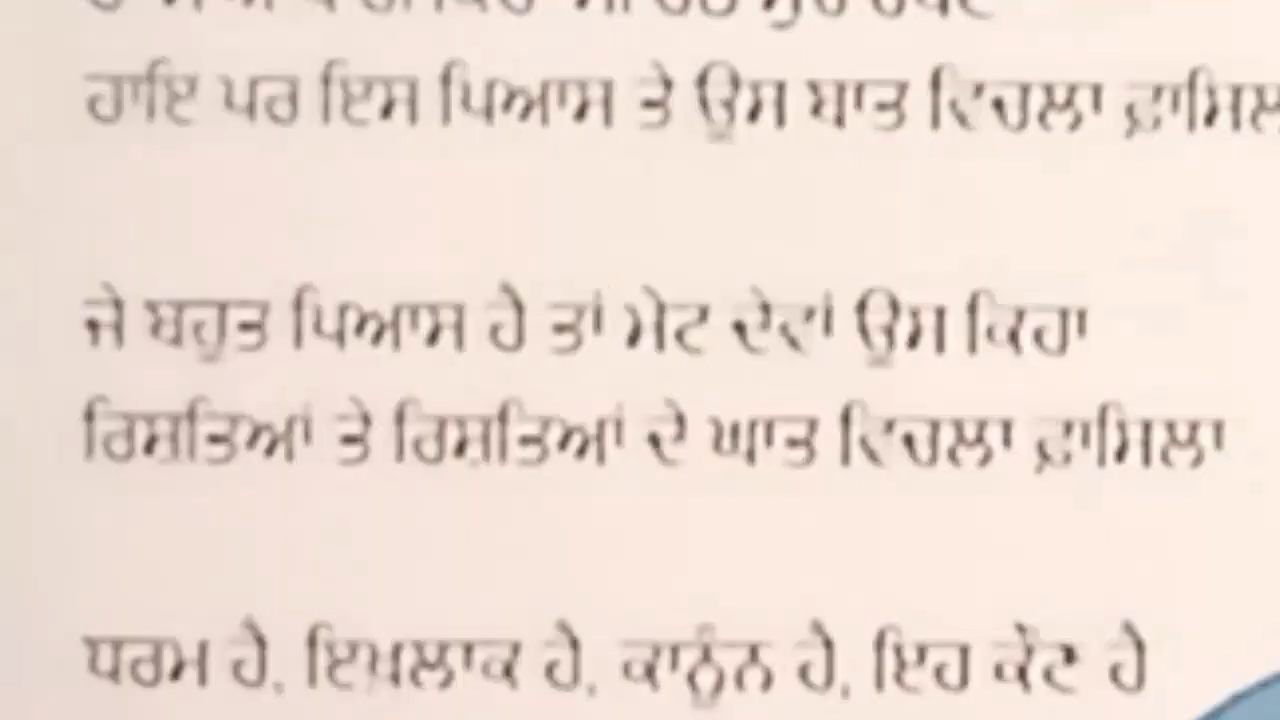 ਹਾਇ ਪਰ ਇਸ ਪਿਆਸ ਤੇ ਉਸ ਬਾਤ ਵਿਚਲਾ ਫ਼ਾਸਿਲ
ਜੇ ਬਹੁਤ ਪਿਆਸ ਹੈ ਤਾਂ ਮੇਟ ਦੇਵਾਂ ਉਸ ਕਿਹਾ
ਰਿਸ਼ਤਿਆਂ ਤੇ ਰਿਸ਼ਤਿਆਂ ਦੇ ਘਾਤ ਵਿਚਲਾ ਫ਼ਾਸਿਲਾ
ਧਰਮ ਹੈ, ਇਖ਼ਲਾਕ ਹੈ, ਕਾਨੂੰਨ ਹੈ, ਇਹ ਕੌਣ ਹੈ